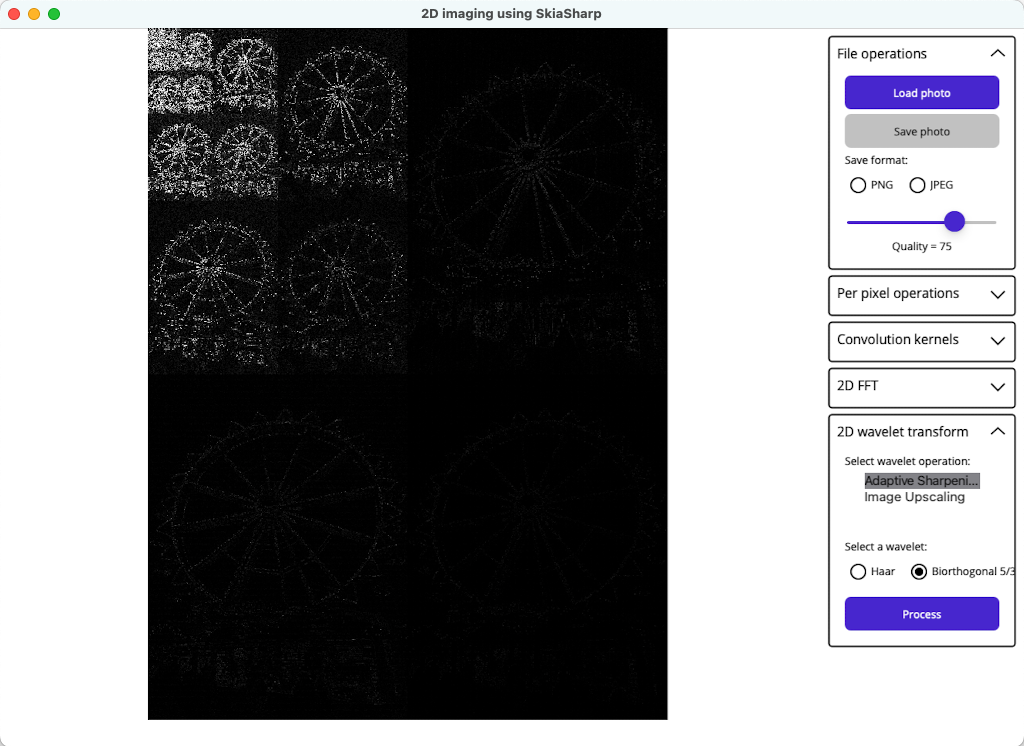 2D imaging using SkiaSharp
File operations
Load photo
Save photo
Save format:
PNG
JPEG
Quality = 75
Per pixel operations
Convolution kernels
2D FFT
2D wavelet transform
Select wavelet operation:
Adaptive Sharpeni...
Image Upscaling
Select a wavelet:
Haar
Biorthogonal 5/3
Process